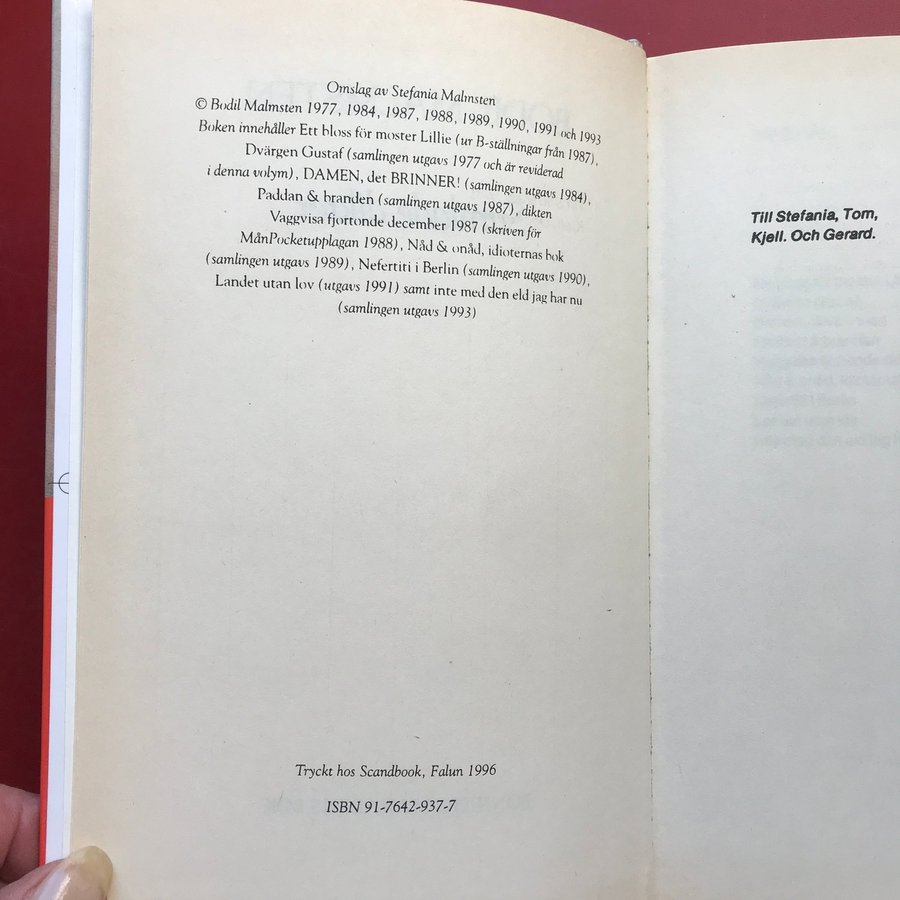 Omslag av Stefania Malmsten
© Bodil Malmsten 1977, 1984, 1987, 1988, 1989, 1990, 1991 och 1993
Boken innehåller Ett bloss för moster Lillie (ur B-ställningar från 1987),
Dvärgen Gustaf (samlingen utgavs 1977 och är reviderad
i denna volym), DAMEN, det BRINNER! (samlingen utgavs 1984),
Paddan & branden (samlingen utgavs 1987), dikten
Vaggvisa fjortonde december 1987 (skriven för
MånPocketupplagan 1988), Nåd & onåd, idioternas bok
(samlingen utgavs 1989), Nefertiti i Berlin (samlingen utgavs 1990),
Landet utan lov (utgavs 1991) samt inte med den eld jag har nu
(samlingen utgavs 1993)
Tryckt hos Scandbook, Falun 1996
ISBN 91-7642-937-7
Till Stefania, Tom,
Kjell. Och Gerard.